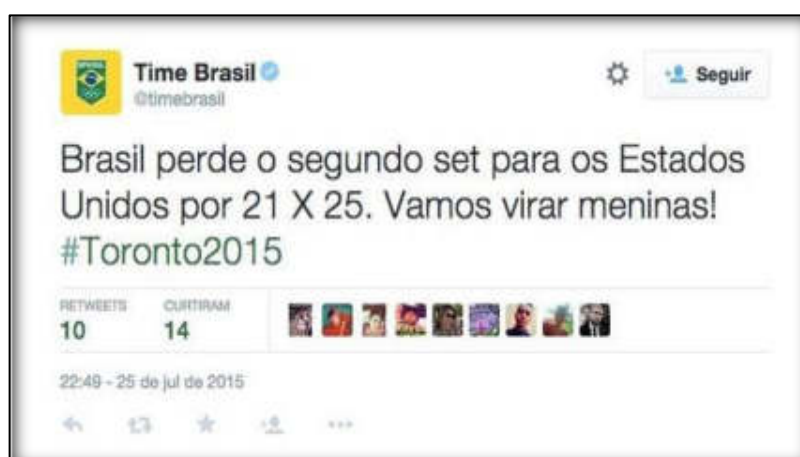 Time Brasil
@timebrasil
Seguir
Brasil perde o segundo set para os Estados
Unidos por 21 X 25. Vamos virar meninas!
#Toronto2015
RETWEETS CURTIRAM
10 14
22:49 - 25 de jul de 2015